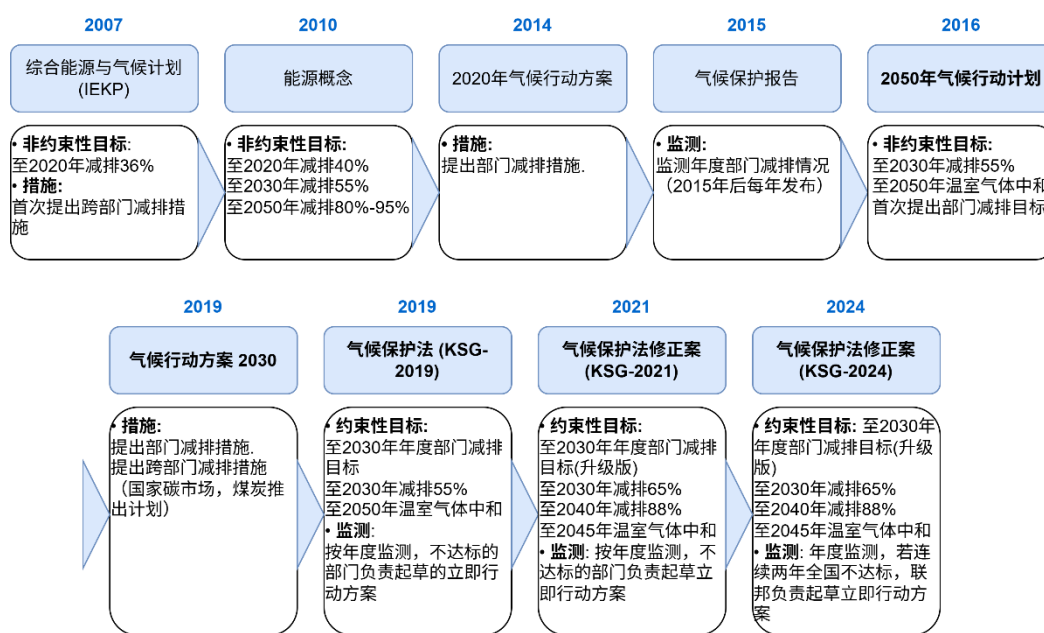 2007
综合能源与气候计划
(IEKP)
• 非约束性目标:
至2020年减排36%
• 措施:
首次提出跨部门减排措
施
2010
能源概念
• 非约束性目标:
至2020年减排40%
至2030年减排55%
至2050年减排80%-95%
2014
2020年气候行动方案
• 措施:
提出部门减排措施.
2015
气候保护报告
• 监测:
监测年度部门减排情况
（2015年后每年发布）
2016
2050年气候行动计划
• 非约束性目标:
至2030年减排55%
至2050年温室气体中和
首次提出部门减排目标
2019
气候行动方案 2030
• 措施:
提出部门减排措施.
提出跨部门减排措施
（国家碳市场，煤炭推
出计划）
2019
气候保护法 (KSG-
2019)
• 约束性目标:
至2030年年度部门减排
目标
至2030年减排55%
至2050年温室气体中和
• 监测:
按年度监测，不达标的
部门负责起草的立即行
动方案
2021
气候保护法修正案
(KSG-2021)
• 约束性目标:
至2030年年度部门减排
目标(升级版)
至2030年减排65%
至2040年减排88%
至2045年温室气体中和
• 监测: 按年度监测，不
达标的部门负责起草立
即行动方案
2024
气候保护法修正案
(KSG-2024)
• 约束性目标: 至2030年
年度部门减排目标(升级
版)
至2030年减排65%
至2040年减排88%
至2045年温室气体中和
• 监测: 年度监测，若连
续两年全国不达标，联
邦负责起草立即行动方
案